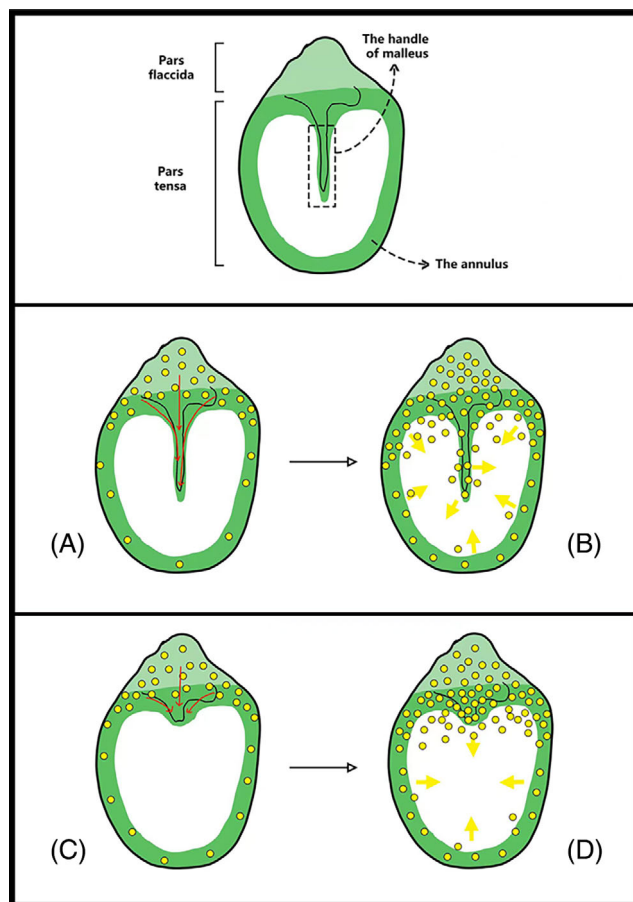 The handle
of malleus
Pars
flaccida
Pars
tensa
The annulus
(A)
(B)
(C)
(D)